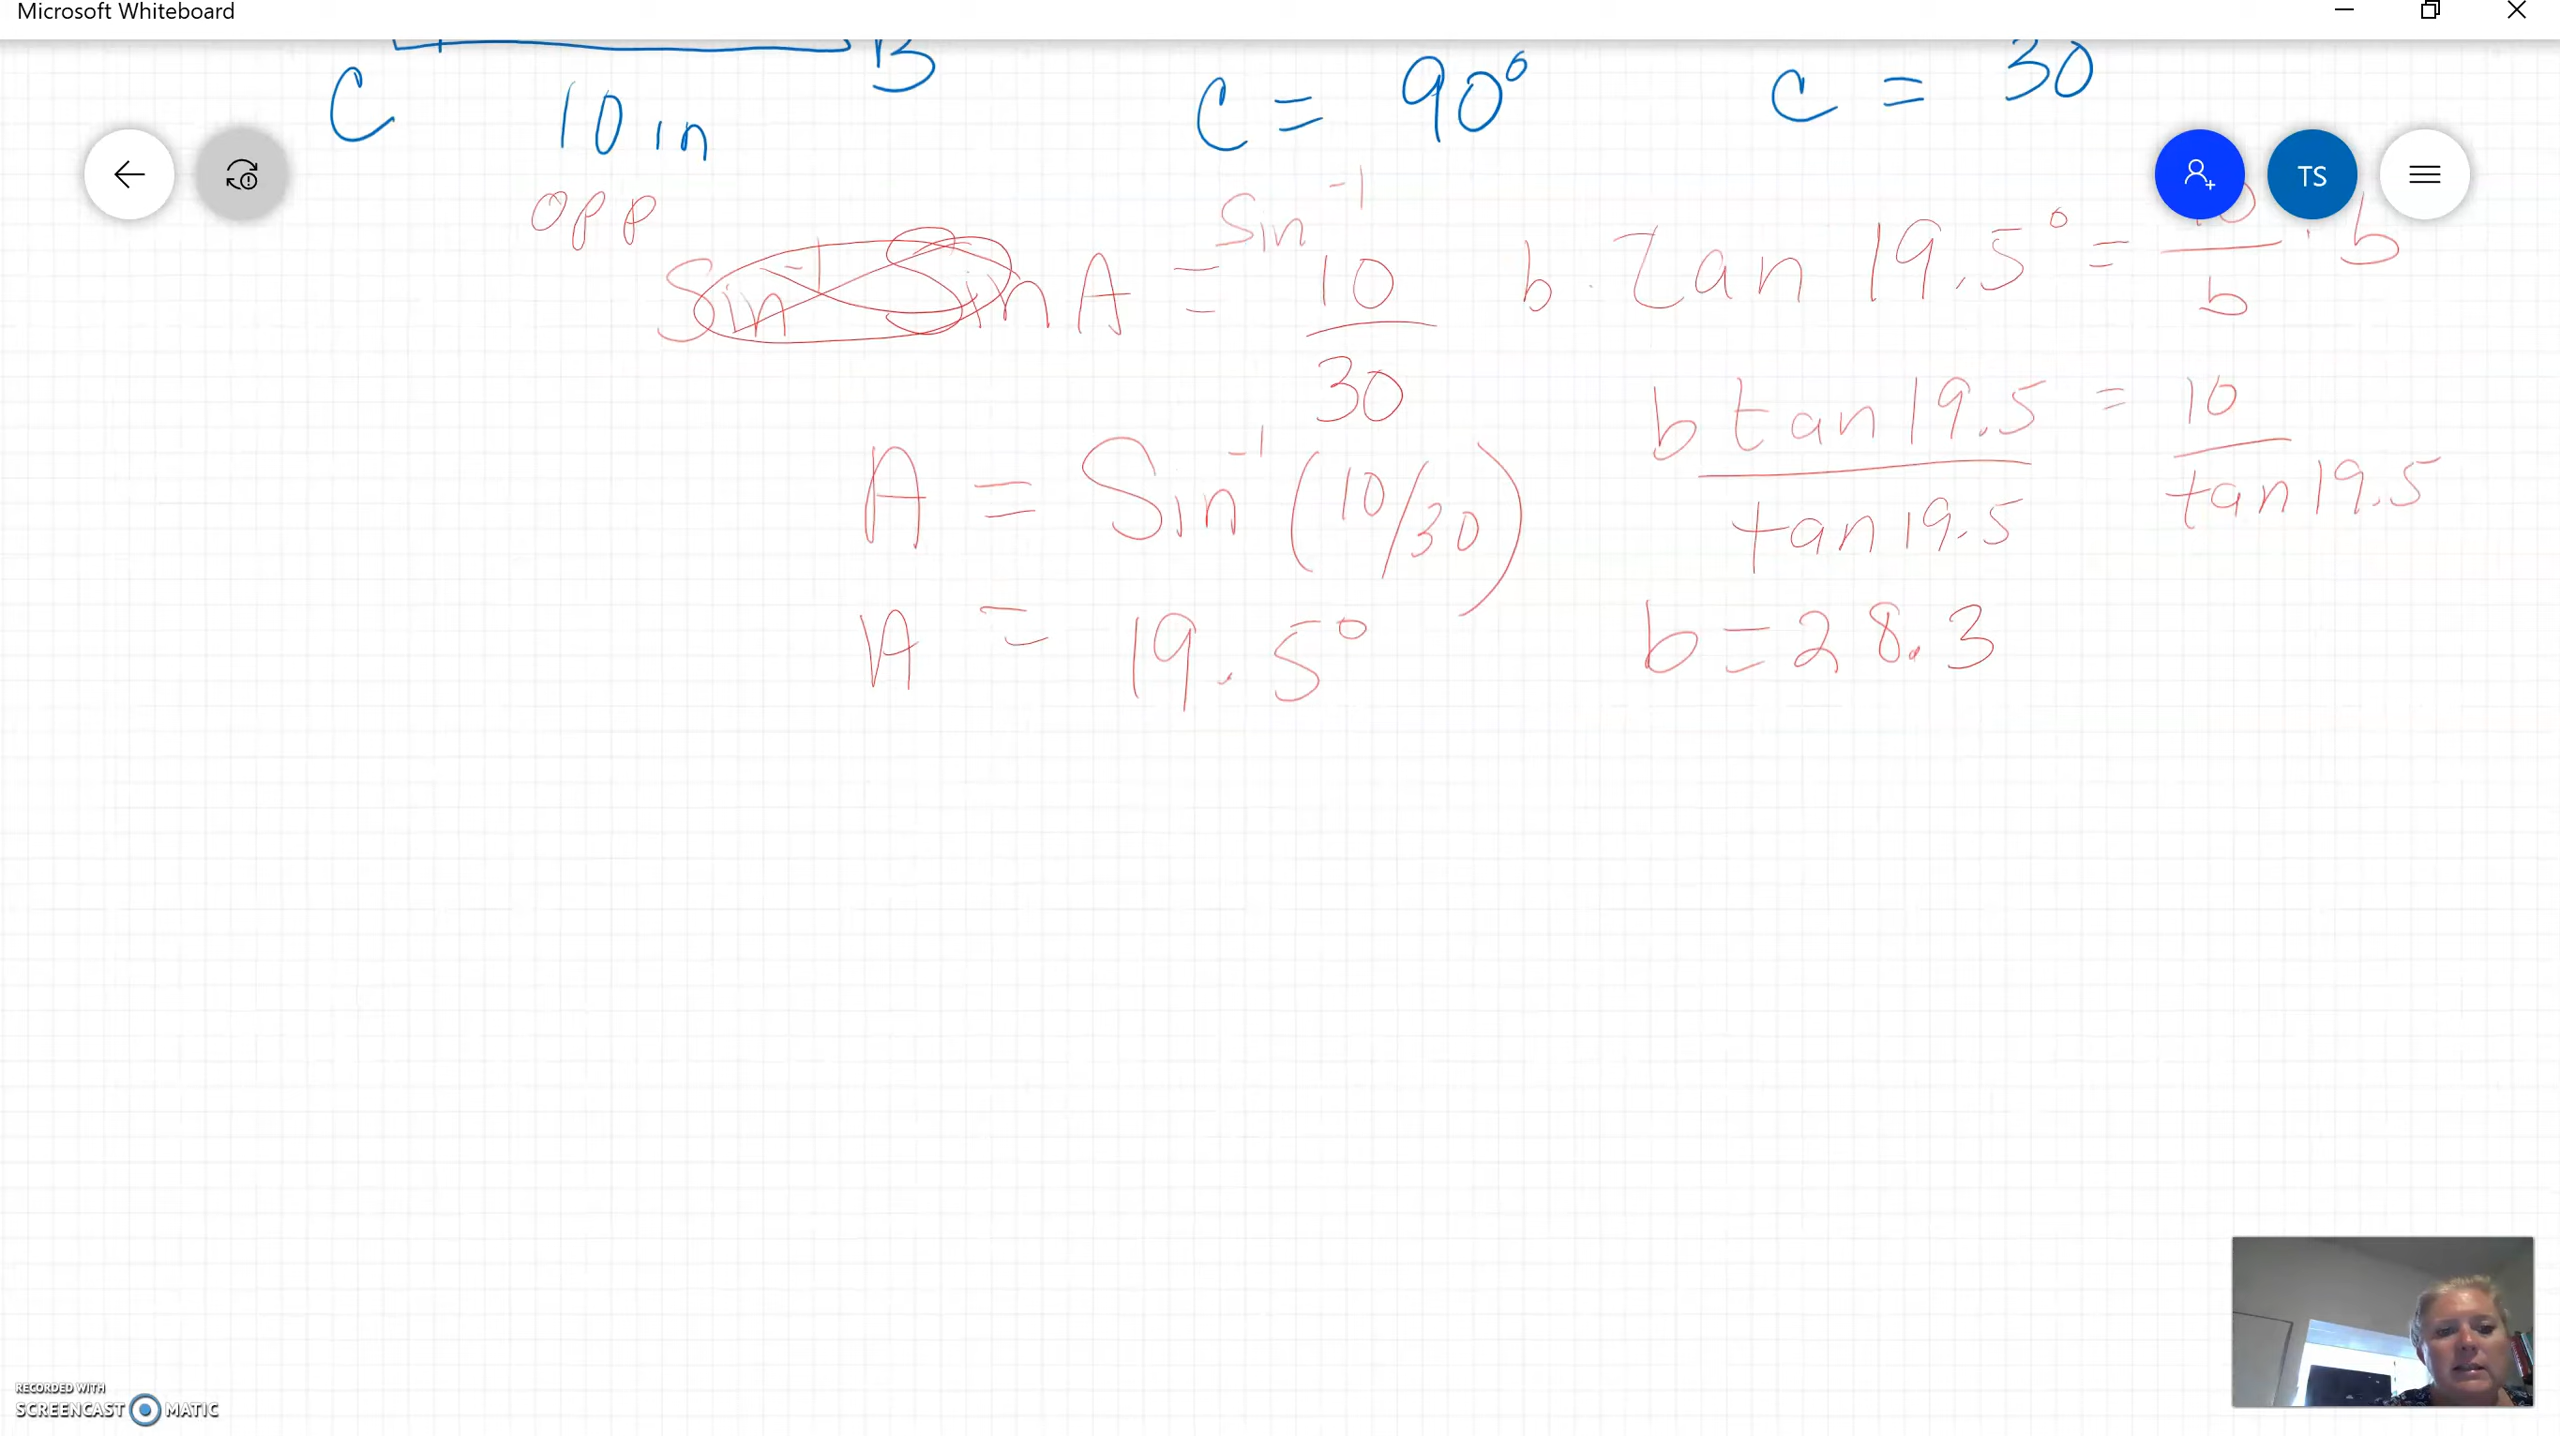 Microsoft Whiteboard
C B
10 in
C = 90°
c = 30
TS
opp
Sin⁻¹ Sin A = Sin⁻¹ 10/30
b · tan 19.5° = 10/b · b
b tan 19.5 / tan 19.5 = 10 / tan 19.5
A = Sin⁻¹ (10/30)
A = 19.5°
b = 28.3
RECORDED WITH
SCREENCAST MATIC